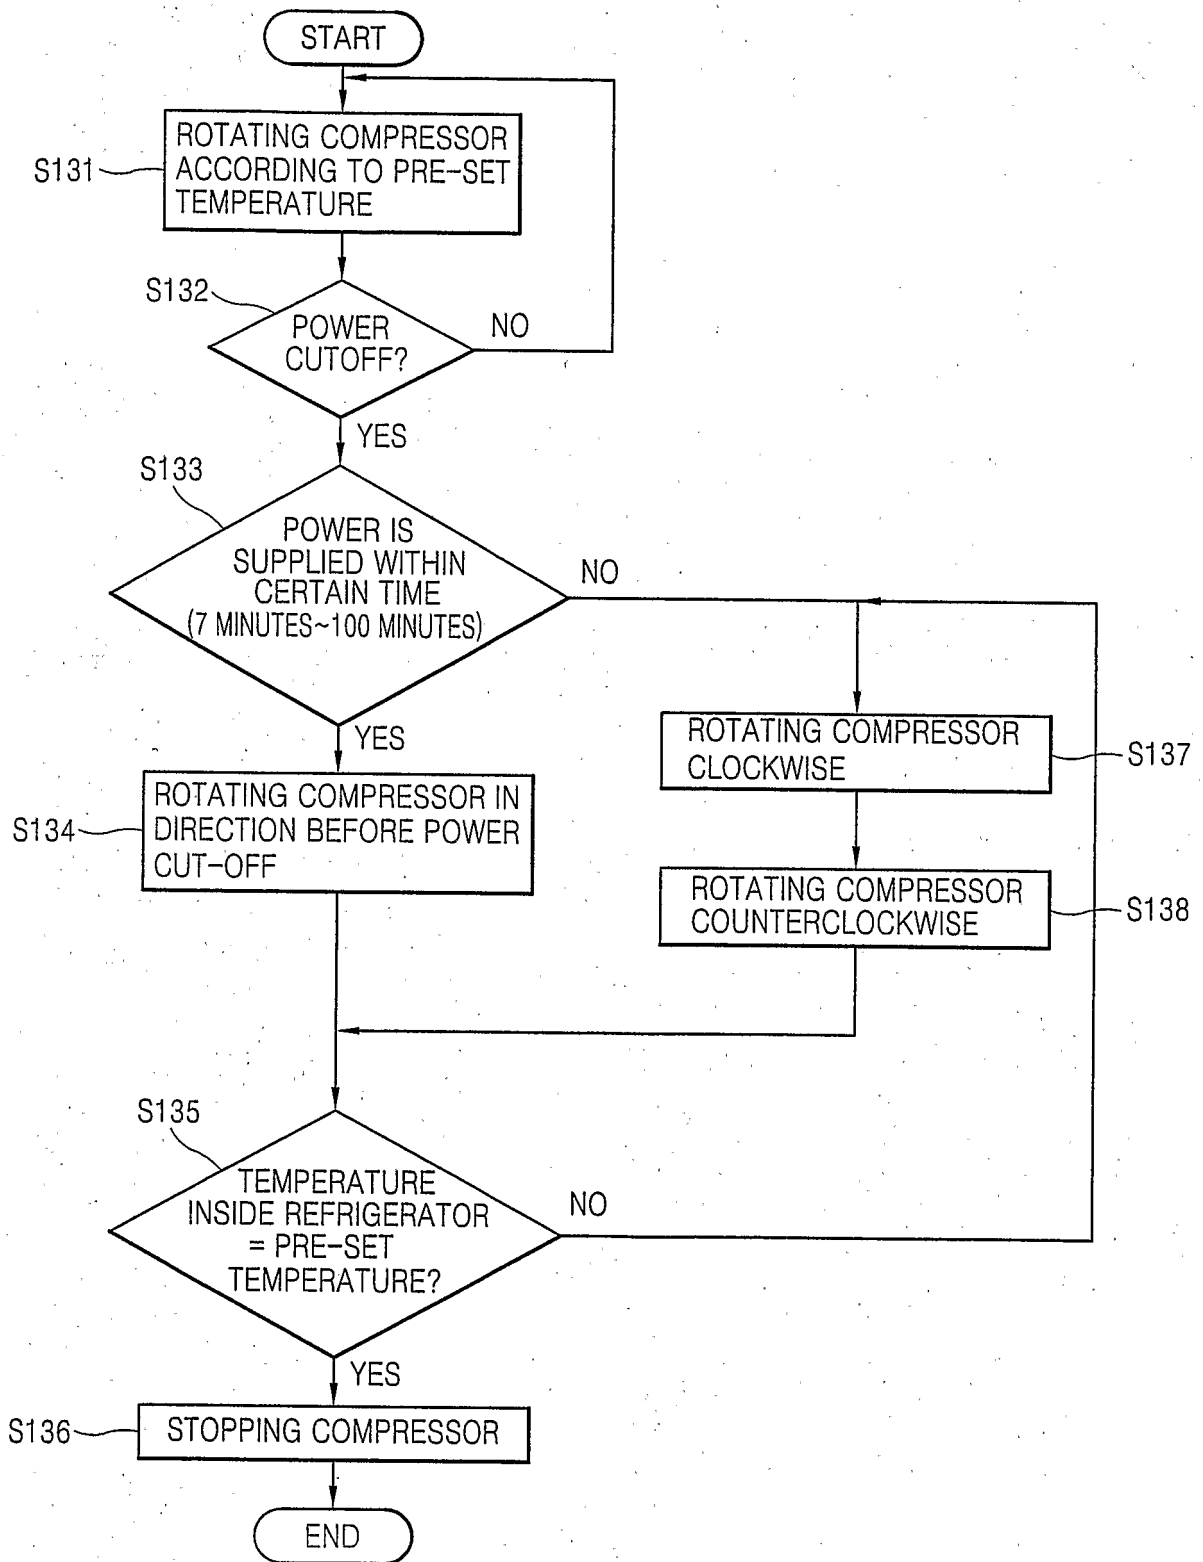 START
S131
ROTATING COMPRESSOR
ACCORDING TO PRE-SET
TEMPERATURE
S132
POWER
CUTOFF?
NO
YES
S133
POWER IS
SUPPLIED WITHIN
CERTAIN TIME
(7 MINUTES~100 MINUTES)
NO
YES
S134
ROTATING COMPRESSOR IN
DIRECTION BEFORE POWER
CUT-OFF
ROTATING COMPRESSOR
CLOCKWISE
S137
ROTATING COMPRESSOR
COUNTERCLOCKWISE
S138
S135
TEMPERATURE
INSIDE REFRIGERATOR
= PRE-SET
TEMPERATURE?
NO
YES
S136
STOPPING COMPRESSOR
END